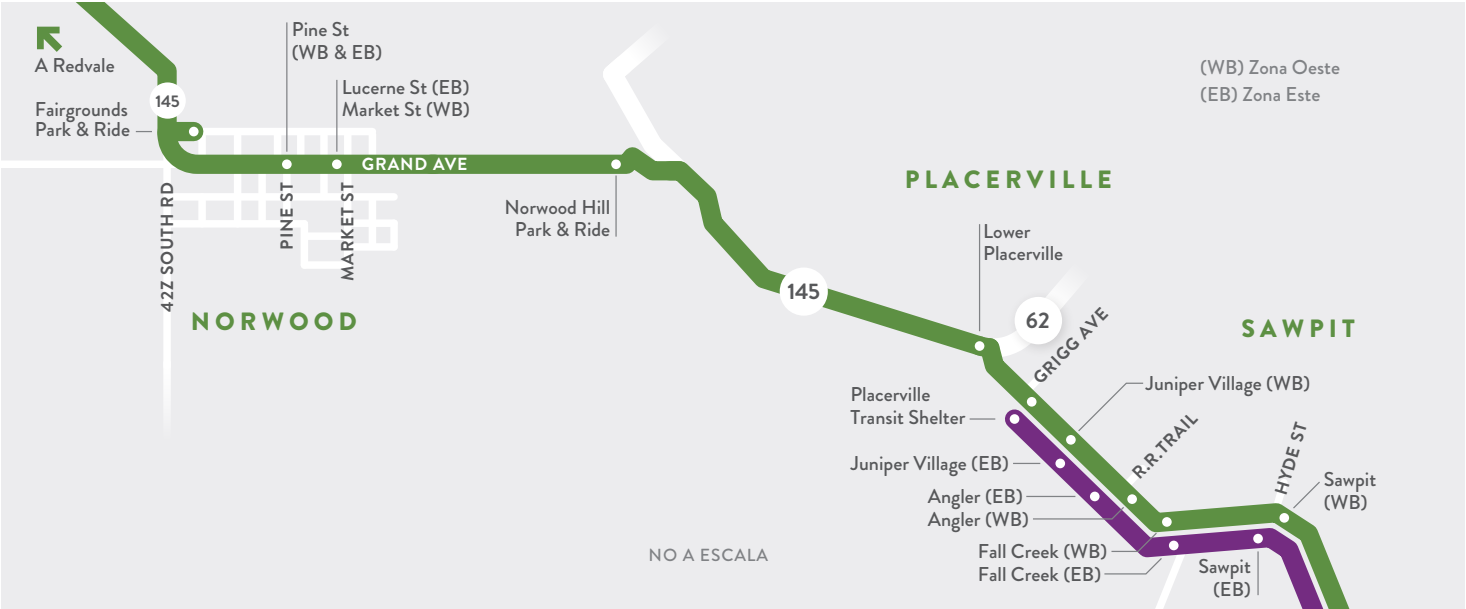 A Redvale
145
Fairgrounds
Park & Ride
Pine St
(WB & EB)
Lucerne St (EB)
Market St (WB)
GRAND AVE
42Z SOUTH RD
PINE ST
MARKET ST
NORWOOD
Norwood Hill
Park & Ride
145
(WB) Zona Oeste
(EB) Zona Este
PLACERVILLE
Lower
Placerville
62
GRIGG AVE
SAWPIT
Placerville
Transit Shelter
Juniper Village (WB)
Juniper Village (EB)
R.R.TRAIL
HYDE ST
Angler (EB)
Angler (WB)
Sawpit
(WB)
Fall Creek (WB)
Fall Creek (EB)
Sawpit
(EB)
NO A ESCALA